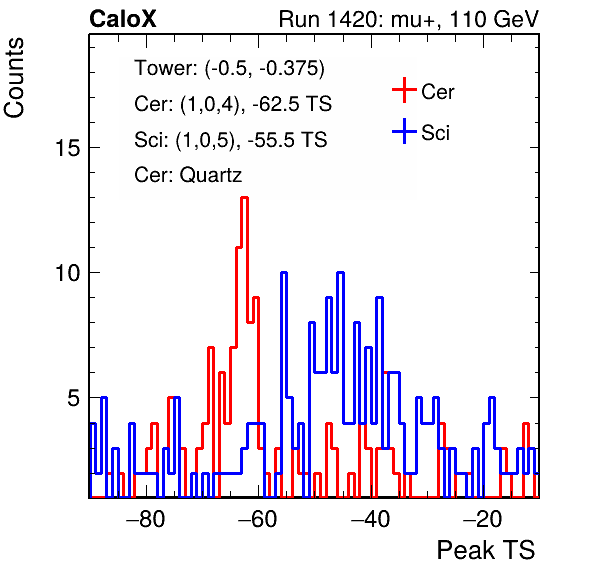 CaloX Run 1420: mu+, 110 GeV
Counts
Tower: (-0.5, -0.375)
Cer: (1,0,4), -62.5 TS
Sci: (1,0,5), -55.5 TS
Cer: Quartz
Cer
Sci
15
10
5
−80 −60 −40 −20
Peak TS